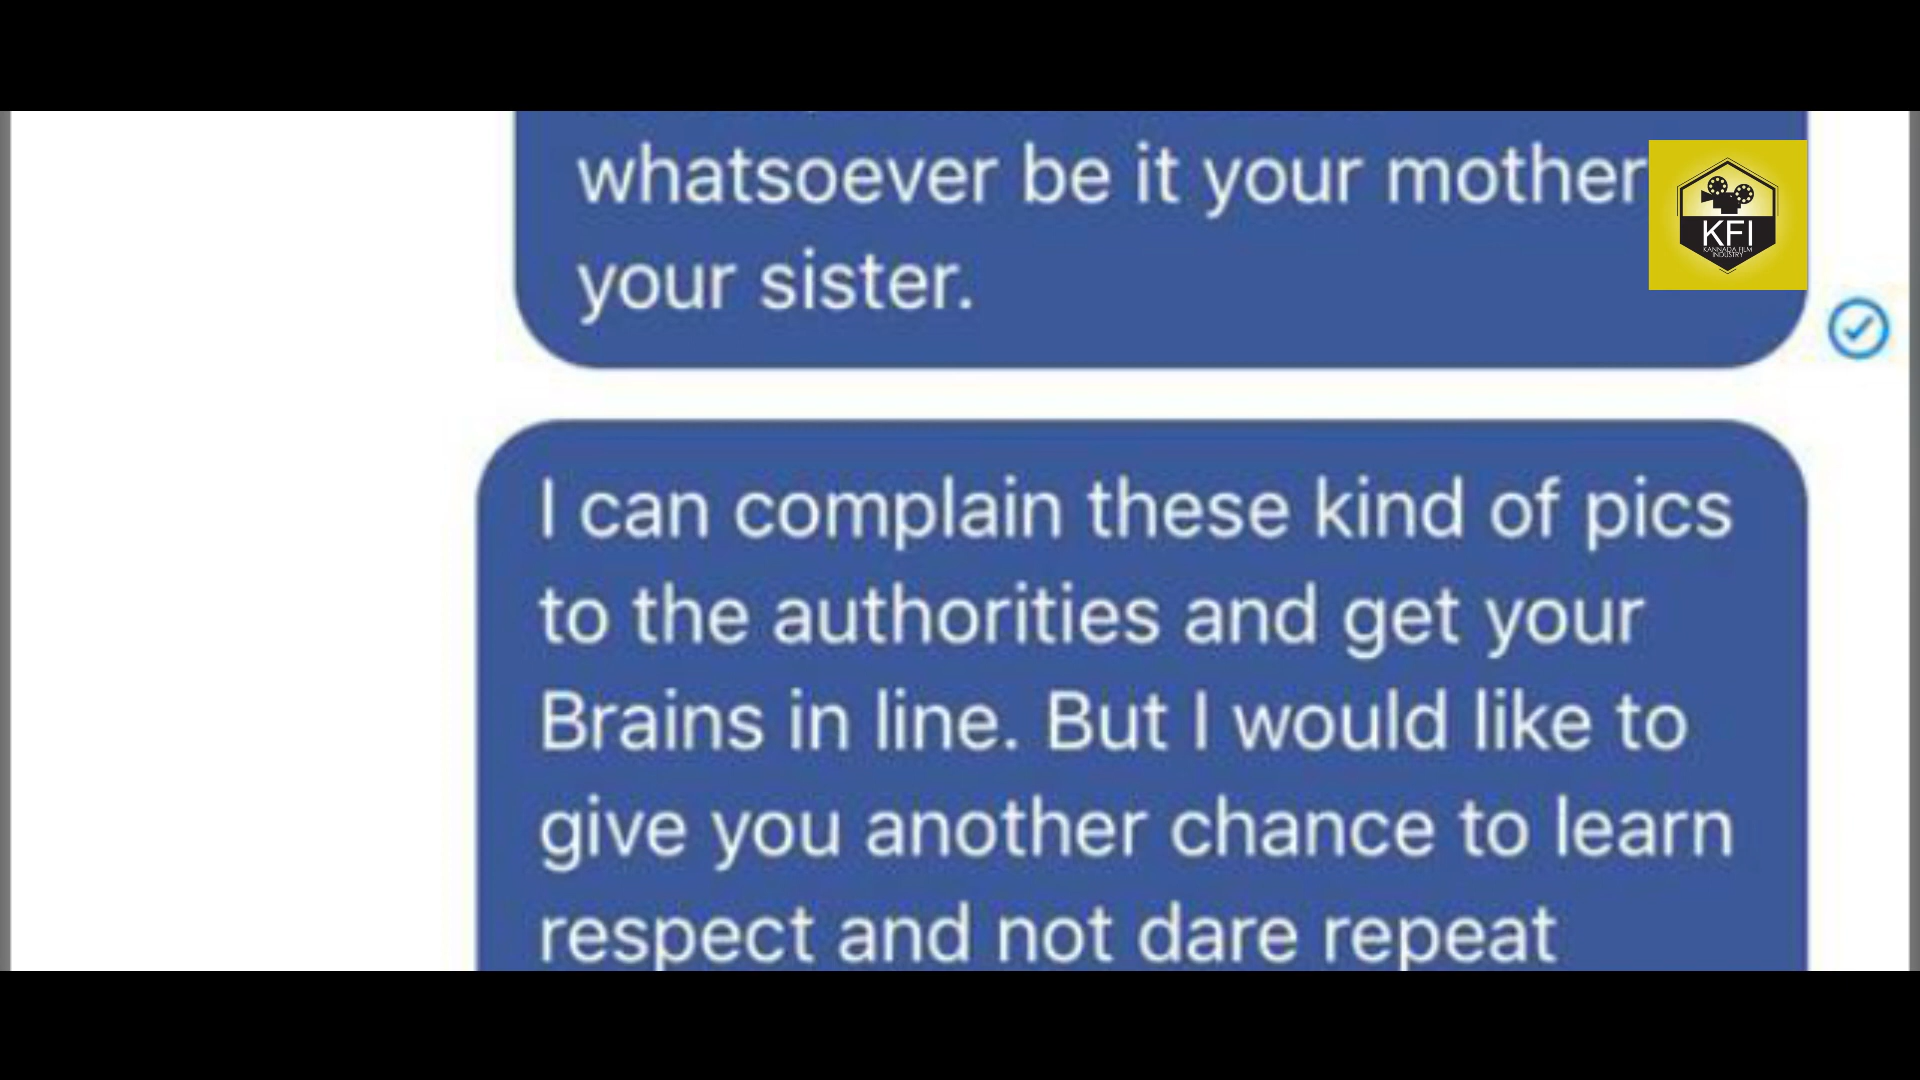 whatsoever be it your mother
your sister.
KFI
KANNADA FILM
INDUSTRY
I can complain these kind of pics
to the authorities and get your
Brains in line. But I would like to
give you another chance to learn
respect and not dare repeat